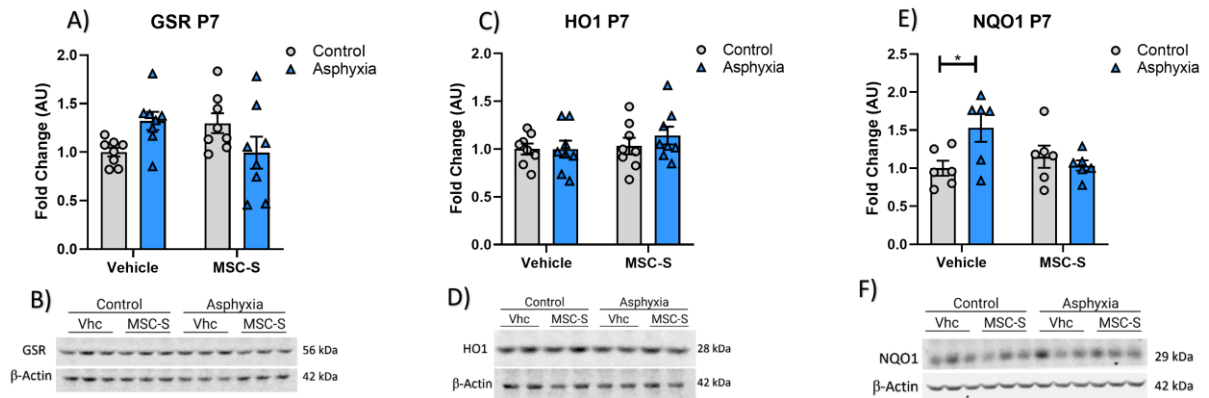 A)
GSR P7
Control
Asphyxia
Fold Change (AU)
2.0
1.5
1.0
0.5
0.0
Vehicle
MSC-S
B)
Control
Asphyxia
Vhc
MSC-S
Vhc
MSC-S
GSR
56 kDa
β-Actin
42 kDa
C)
HO1 P7
Control
Asphyxia
Fold Change (AU)
2.0
1.5
1.0
0.5
0.0
Vehicle
MSC-S
D)
Control
Asphyxia
Vhc
MSC-S
Vhc
MSC-S
HO1
28 kDa
β-Actin
42 kDa
E)
NQO1 P7
Control
Asphyxia
Fold Change (AU)
2.5
2.0
1.5
1.0
0.5
0.0
*
Vehicle
MSC-S
F)
Control
Asphyxia
Vhc
MSC-S
Vhc
MSC-S
NQO1
29 kDa
β-Actin
42 kDa